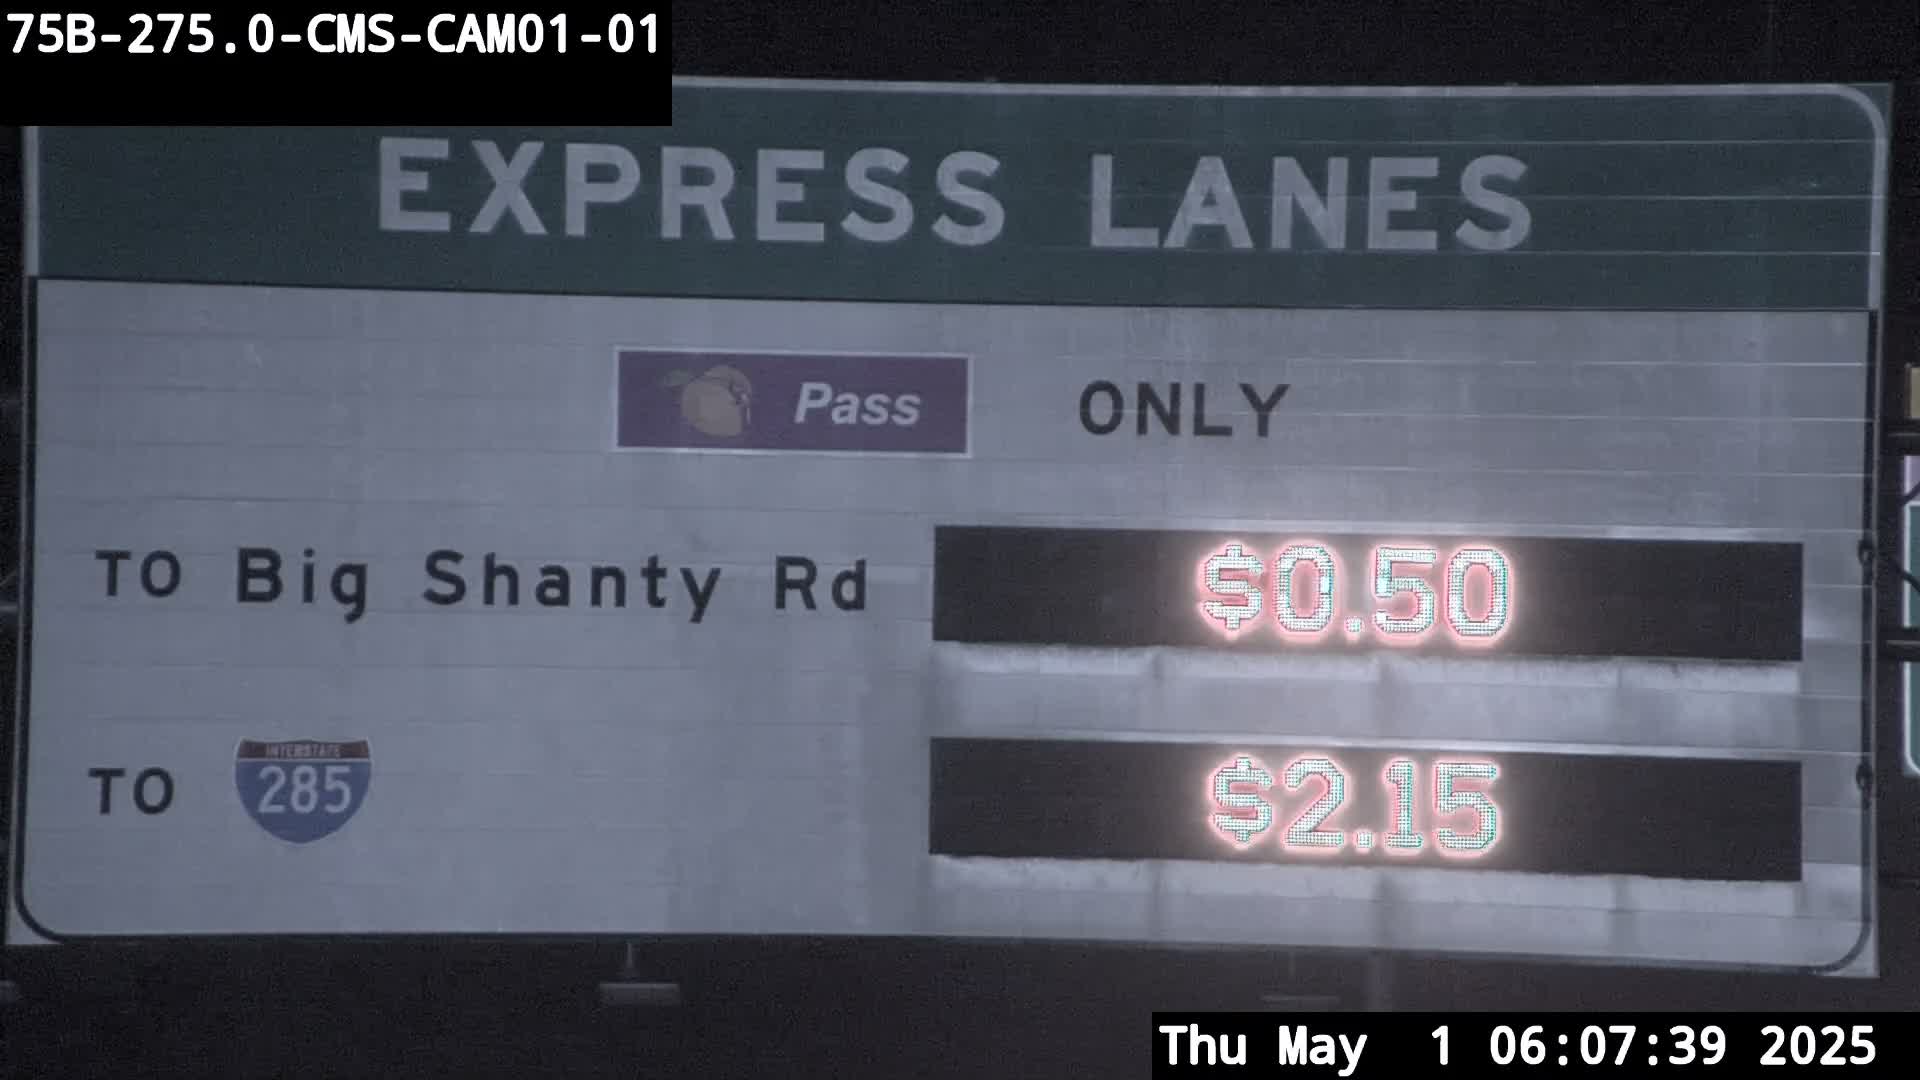 75B-275.0-CMS-CAM01-01
EXPRESS LANES
Pass ONLY
TO Big Shanty Rd $0.50
INTERSTATE
TO 285 $2.15
Thu May 1 06:07:39 2025